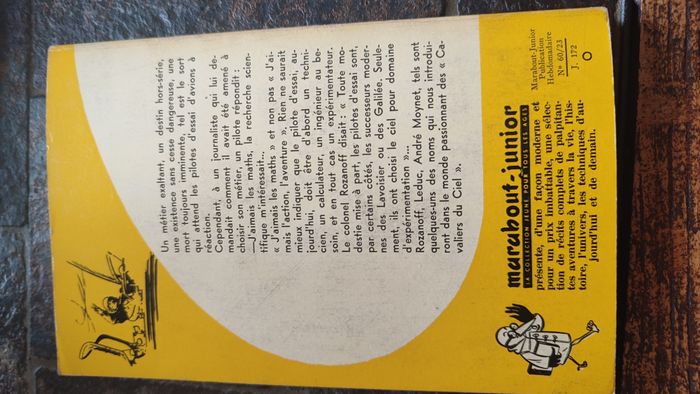 Un métier exaltant, un destin hors-série,
une existence sans cesse dangereuse, une
mort toujours imminente, tel est le sort
qui attend les pilotes d'essai d'avions à
réaction.
Cependant, à un journaliste qui lui de-
mandait comment il avait été amené à
choisir son métier, un pilote répondit :
—J'aimais les maths, la recherche scien-
tifique m'intéressait...
« J'aimais les maths » et non pas « J'ai-
mais l'action, l'aventure ». Rien ne saurait
mieux indiquer que le pilote d'essai, au-
jourd'hui, doit être d'abord un techni-
cien, un calculateur, un ingénieur au be-
soin, et en tout cas un expérimentateur.
Le colonel Rozanoff disait : « Toute mo-
destie mise à part, les pilotes d'essai sont,
par certains côtés, les successeurs moder-
nes des Lavoisier ou des Galilée. Seule-
ment, ils ont choisi le ciel pour domaine
d'expérimentation ».
Rozanoff, Leduc, André Moynet, tels sont
quelques-uns des noms qui nous introdui-
ront dans le monde passionnant des « Ca-
valiers du Ciel ».
marabout-junior
LA COLLECTION JEUNE POUR TOUS LES AGES
présente, d'une façon moderne et
pour un prix imbattable, une sélec-
tion de récits complets de palpitan-
tes aventures à travers la vie, l'his-
toire, l'univers, les techniques d'au-
jourd'hui et de demain.
Marabout-Junior
Publication
Hebdomadaire
N° 60/23
J. 172